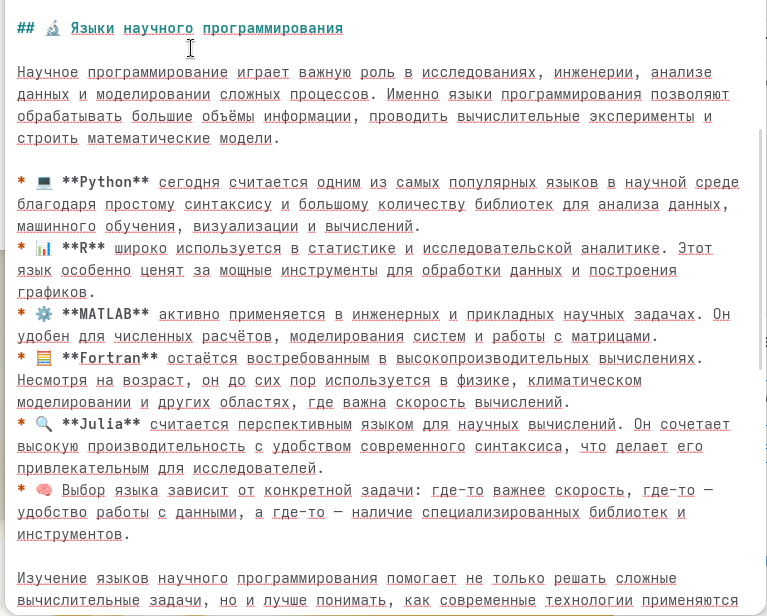 ## 🔬 Языки научного программирования
Научное программирование играет важную роль в исследованиях, инженерии, анализе
данных и моделировании сложных процессов. Именно языки программирования позволяют
обрабатывать большие объёмы информации, проводить вычислительные эксперименты и
строить математические модели.
* 💻 **Python** сегодня считается одним из самых популярных языков в научной среде
благодаря простому синтаксису и большому количеству библиотек для анализа данных,
машинного обучения, визуализации и вычислений.
* 📊 **R** широко используется в статистике и исследовательской аналитике. Этот
язык особенно ценят за мощные инструменты для обработки данных и построения
графиков.
* ⚙️ **MATLAB** активно применяется в инженерных и прикладных научных задачах. Он
удобен для численных расчётов, моделирования систем и работы с матрицами.
* 🧮 **Fortran** остаётся востребованным в высокопроизводительных вычислениях.
Несмотря на возраст, он до сих пор используется в физике, климатическом
моделировании и других областях, где важна скорость вычислений.
* 🔍 **Julia** считается перспективным языком для научных вычислений. Он сочетает
высокую производительность с удобством современного синтаксиса, что делает его
привлекательным для исследователей.
* 🧠 Выбор языка зависит от конкретной задачи: где-то важнее скорость, где-то —
удобство работы с данными, а где-то — наличие специализированных библиотек и
инструментов.
Изучение языков научного программирования помогает не только решать сложные
вычислительные задачи, но и лучше понимать, как современные технологии применяются